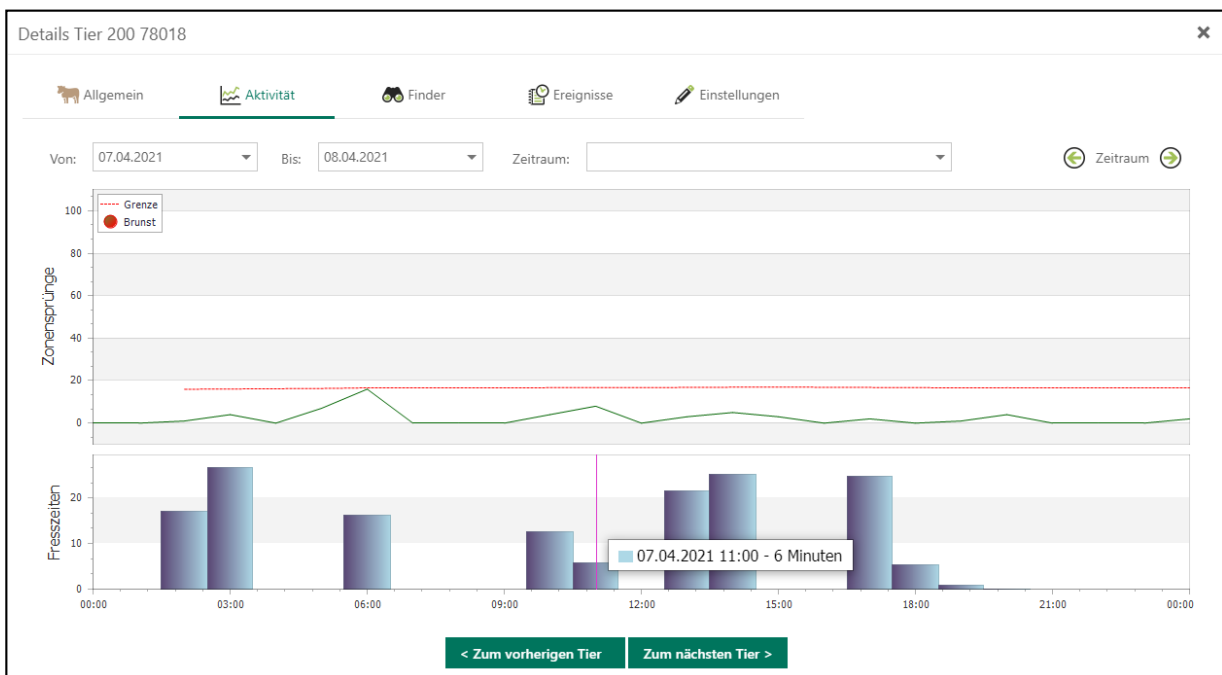 Details Tier 200 78018
Allgemein Aktivität Finder Ereignisse Einstellungen
Von: 07.04.2021 Bis: 08.04.2021 Zeitraum: Zeitraum
Grenze
Brunst
Zonensprünge
100
80
60
40
20
0
Fresszeiten
20
10
0
07.04.2021 11:00 - 6 Minuten
00:00 03:00 06:00 09:00 12:00 15:00 18:00 21:00 00:00
< Zum vorherigen Tier Zum nächsten Tier >